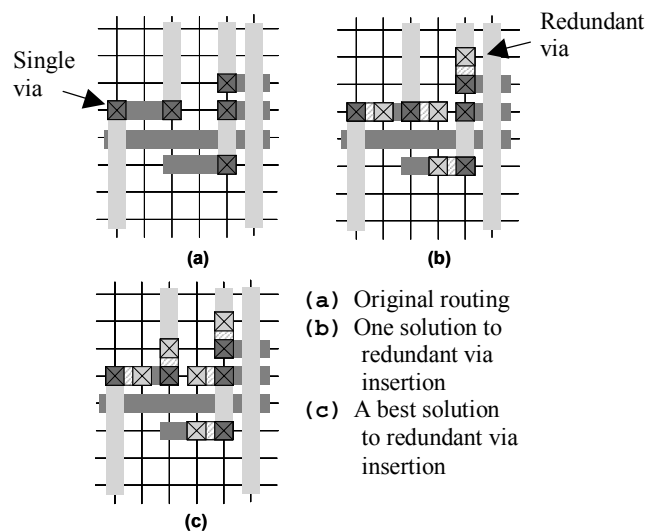 Single
via
Redundant
via
(a)
(b)
(c)
(a) Original routing
(b) One solution to
redundant via
insertion
(c) A best solution
to redundant via
insertion